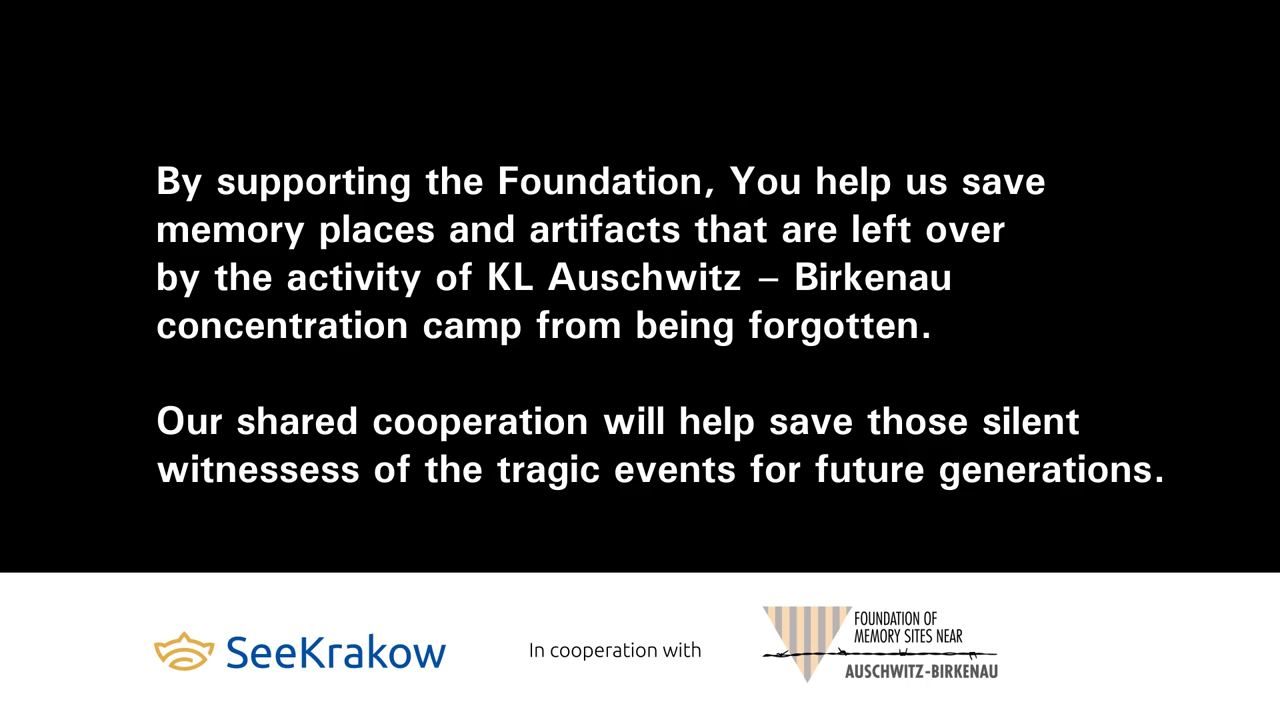 By supporting the Foundation, You help us save
memory places and artifacts that are left over
by the activity of KL Auschwitz – Birkenau
concentration camp from being forgotten.
Our shared cooperation will help save those silent
witnessess of the tragic events for future generations.
SeeKrakow
In cooperation with
FOUNDATION OF
MEMORY SITES NEAR
AUSCHWITZ-BIRKENAU